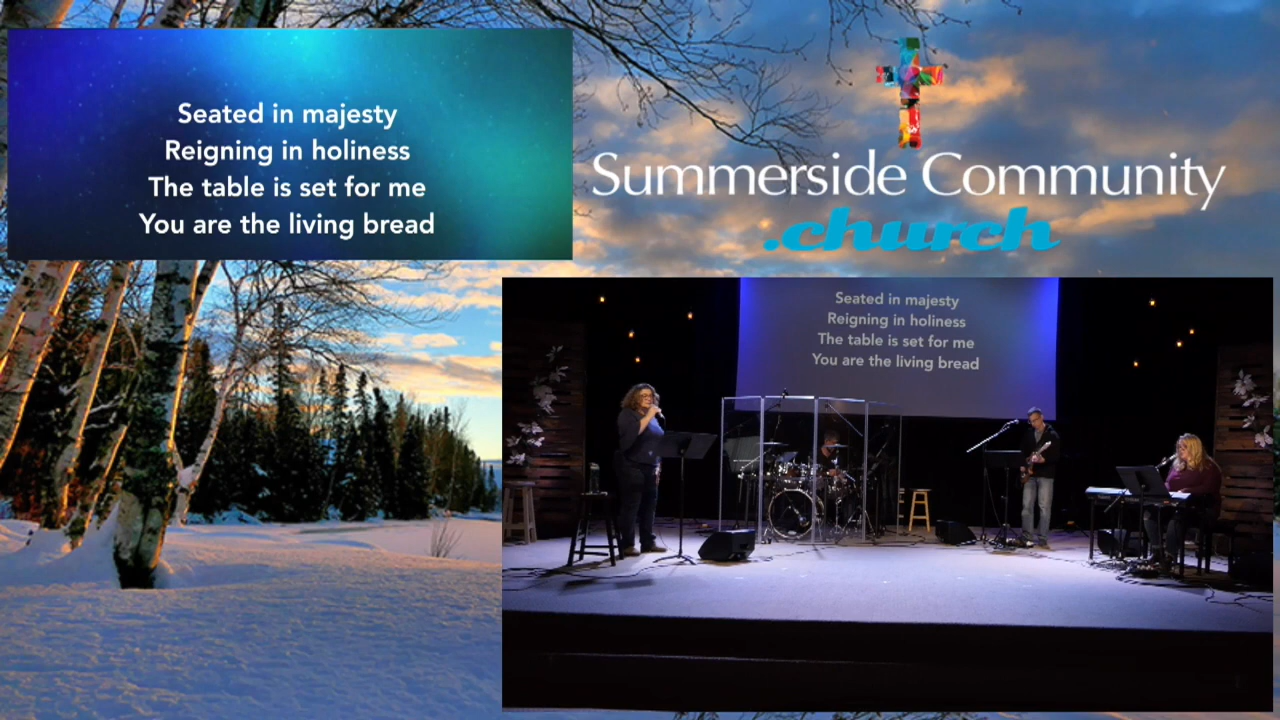 Seated in majesty
Reigning in holiness
The table is set for me
You are the living bread
Summerside Community
.church
Seated in majesty
Reigning in holiness
The table is set for me
You are the living bread